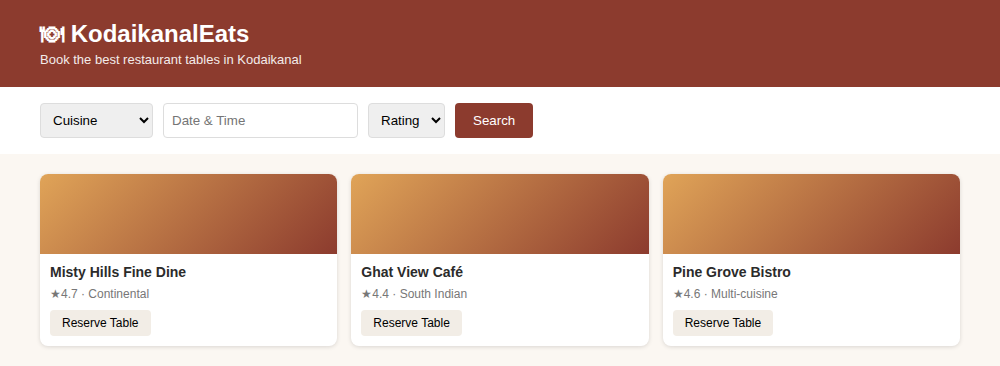 🍽 KodaikanalEats
Book the best restaurant tables in Kodaikanal
Cuisine Date & Time Rating Search
Misty Hills Fine Dine Ghat View Café Pine Grove Bistro
★4.7 · Continental ★4.4 · South Indian ★4.6 · Multi-cuisine
Reserve Table Reserve Table Reserve Table